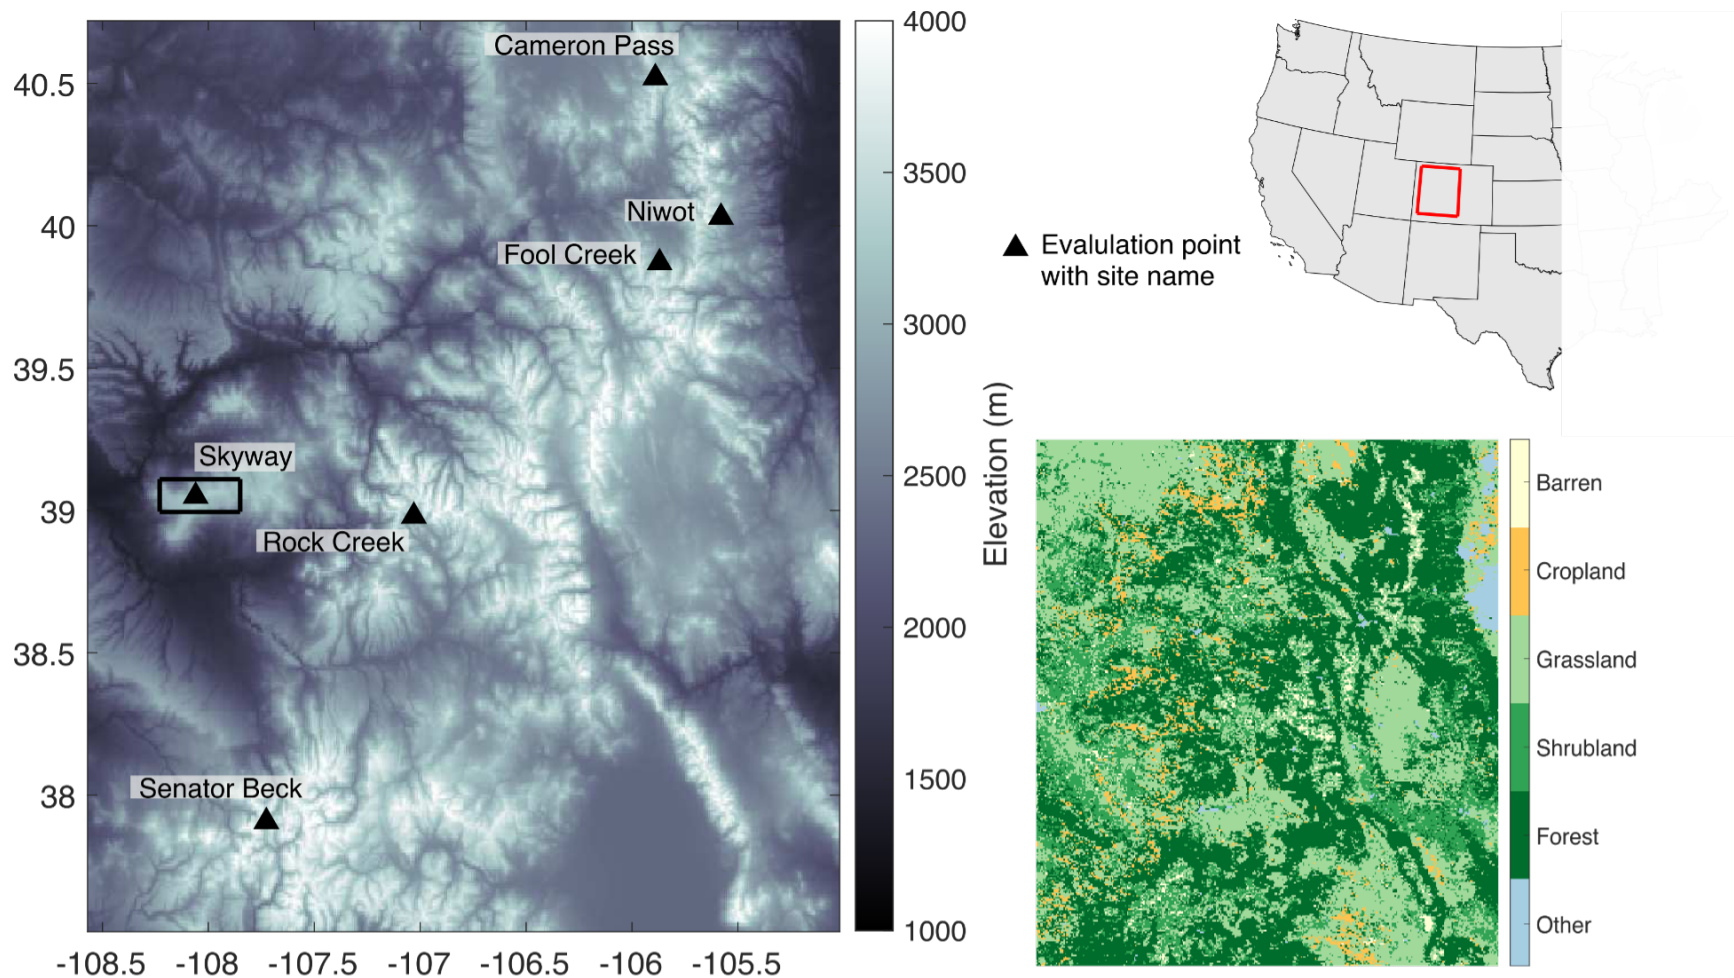 Cameron Pass
Niwot
Fool Creek
Skyway
Rock Creek
Senator Beck
40.5
40
39.5
39
38.5
38
-108.5
-108
-107.5
-107
-106.5
-106
-105.5
4000
3500
3000
2500
2000
1500
1000
Elevation (m)
Evalulation point
with site name
Barren
Cropland
Grassland
Shrubland
Forest
Other